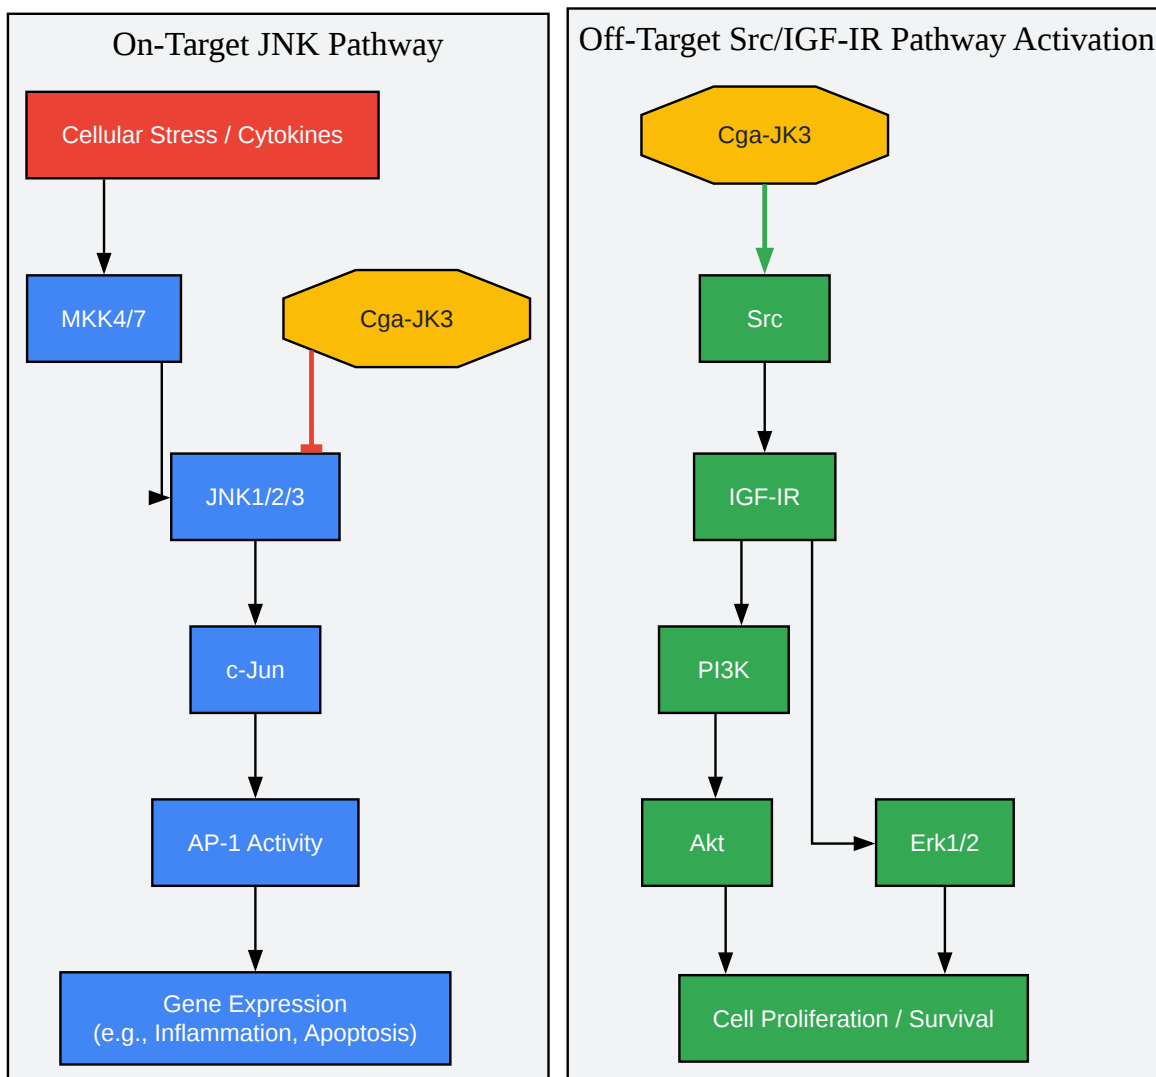 On-Target JNK Pathway
Cellular Stress / Cytokines
MKK4/7
Cga-JK3
JNK1/2/3
c-Jun
AP-1 Activity
Gene Expression
(e.g., Inflammation, Apoptosis)
Off-Target Src/IGF-IR Pathway Activation
Cga-JK3
Src
IGF-IR
PI3K
Akt
Erk1/2
Cell Proliferation / Survival